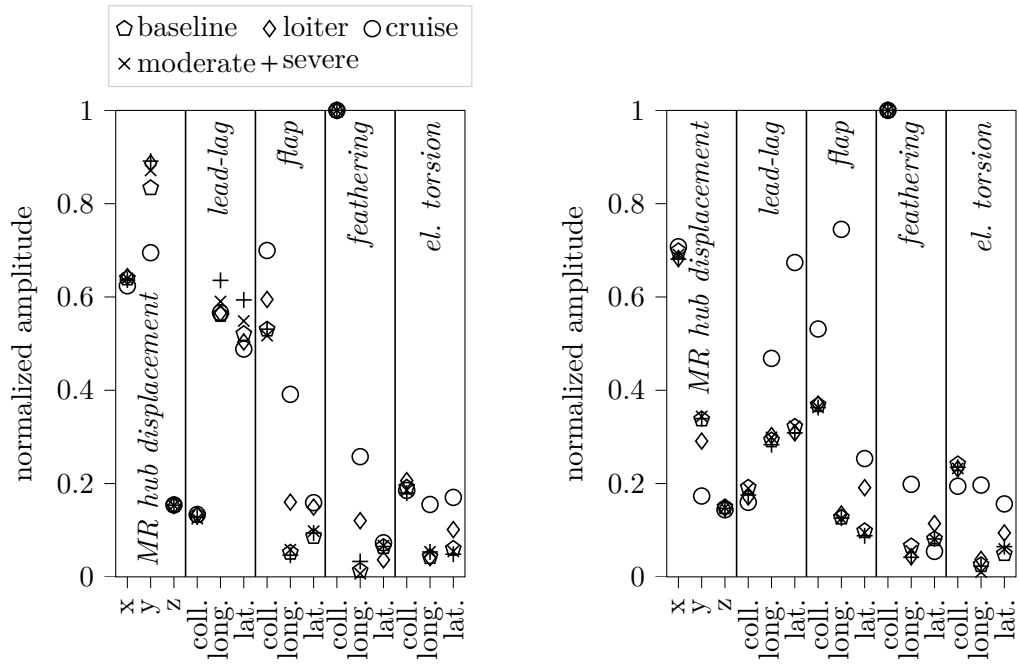 baseline loiter cruise
moderate severe
normalized amplitude
1
0.8
0.6
0.4
0.2
0
MR hub displacement
lead-lag
flap
feathering
el. torsion
x y z coll. long. lat. coll. long. lat. coll. long. lat. coll. long. lat.
normalized amplitude
1
0.8
0.6
0.4
0.2
0
MR hub displacement
lead-lag
flap
feathering
el. torsion
x y z coll. long. lat. coll. long. lat. coll. long. lat. coll. long. lat.